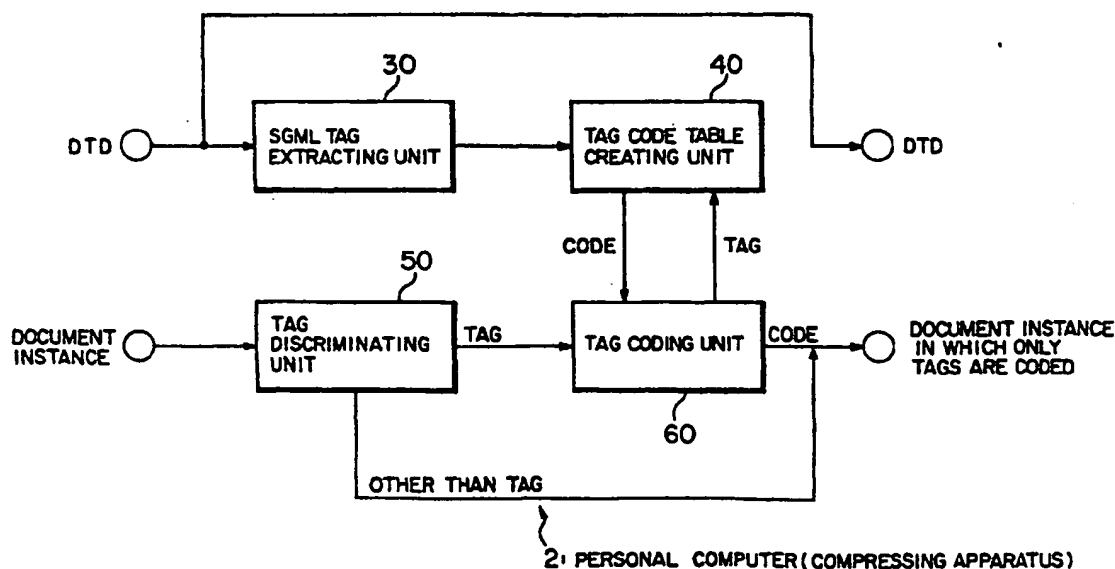 30
40
DTD
SGML TAG
EXTRACTING UNIT
TAG CODE TABLE
CREATING UNIT
DTD
CODE
TAG
50
DOCUMENT
INSTANCE
TAG
DISCRIMINATING
UNIT
TAG
TAG CODING UNIT
CODE
DOCUMENT INSTANCE
IN WHICH ONLY
TAGS ARE CODED
60
OTHER THAN TAG
2: PERSONAL COMPUTER (COMPRESSING APPARATUS)